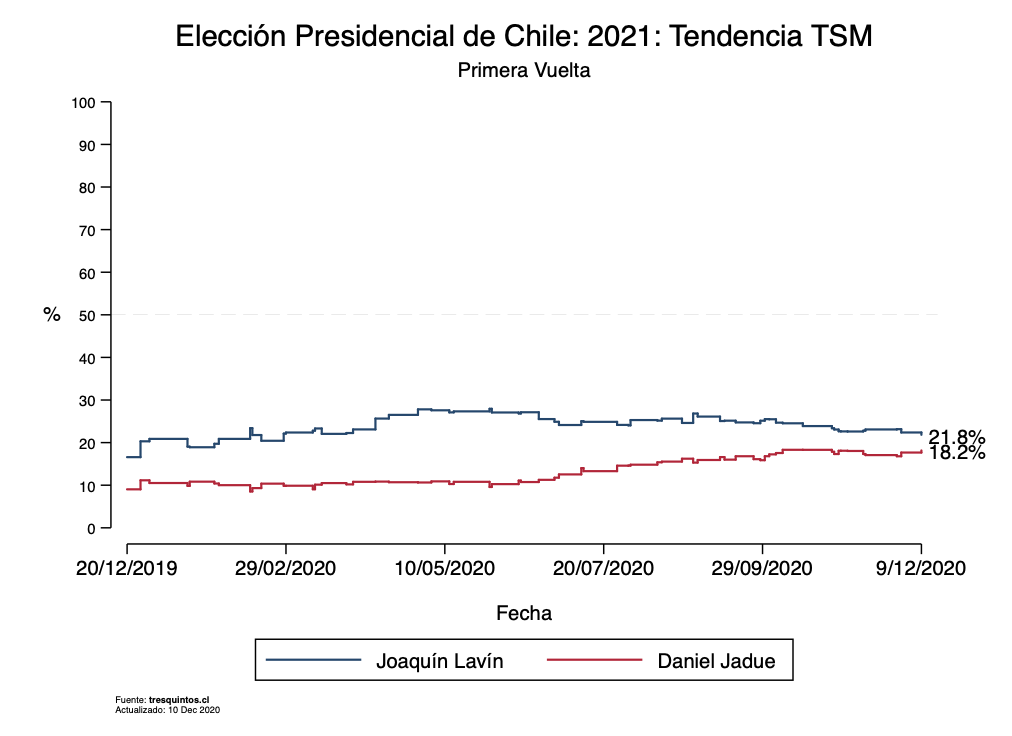 Elección Presidencial de Chile: 2021: Tendencia TSM
Primera Vuelta
100
90
80
70
60
% 50
40
30
20
10
0
21.8%
18.2%
20/12/2019 29/02/2020 10/05/2020 20/07/2020 29/09/2020 9/12/2020
Fecha
Joaquín Lavín Daniel Jadue
Fuente: tresquintos.cl
Actualizado: 10 Dec 2020